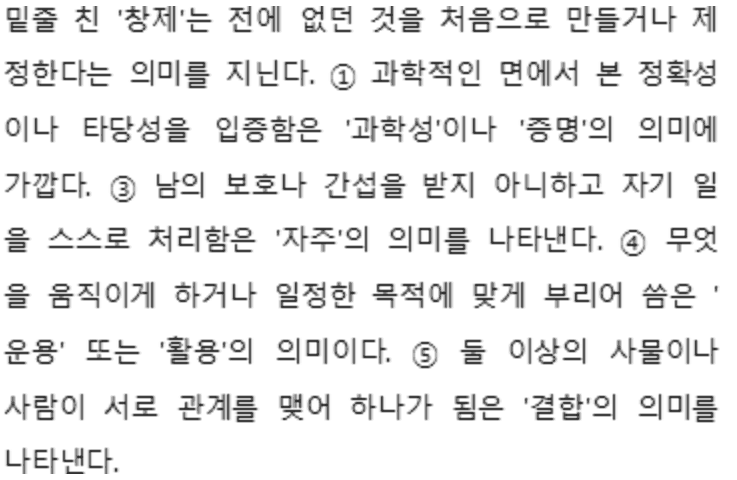 밑줄 친 '창제'는 전에 없던 것을 처음으로 만들거나 제
정한다는 의미를 지닌다. ① 과학적인 면에서 본 정확성
이나 타당성을 입증함은 '과학성'이나 '증명'의 의미에
가깝다. ③ 남의 보호나 간섭을 받지 아니하고 자기 일
을 스스로 처리함은 '자주'의 의미를 나타낸다. ④ 무엇
을 움직이게 하거나 일정한 목적에 맞게 부리어 씀은 '
운용' 또는 '활용'의 의미이다. ⑤ 둘 이상의 사물이나
사람이 서로 관계를 맺어 하나가 됨은 '결합'의 의미를
나타낸다.